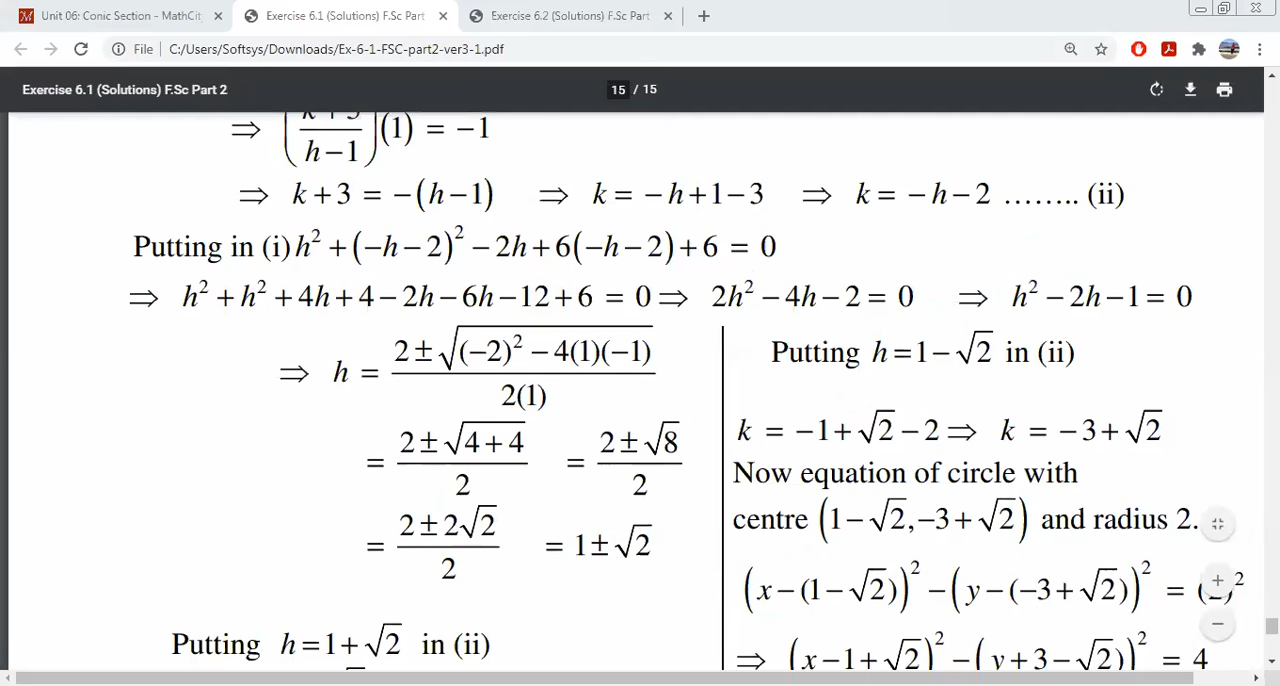 Unit 06: Conic Section - MathCit
Exercise 6.1 (Solutions) F.Sc Part
Exercise 6.2 (Solutions) F.Sc Part
File | C:/Users/Softsys/Downloads/Ex-6-1-FSC-part2-ver3-1.pdf
Exercise 6.1 (Solutions) F.Sc Part 2
15 / 15
⇒ (k+3 / h−1)(1) = −1
⇒ k+3 = −(h−1) ⇒ k = −h+1−3 ⇒ k = −h−2 ........ (ii)
Putting in (i) h² + (−h−2)² − 2h + 6(−h−2) + 6 = 0
⇒ h² + h² + 4h + 4 − 2h − 6h − 12 + 6 = 0 ⇒ 2h² − 4h − 2 = 0 ⇒ h² − 2h − 1 = 0
⇒ h = (2 ± √((−2)² − 4(1)(−1))) / 2(1)
= (2 ± √(4+4)) / 2 = (2 ± √8) / 2
= (2 ± 2√2) / 2 = 1 ± √2
Putting h = 1+√2 in (ii)
Putting h = 1−√2 in (ii)
k = −1+√2−2 ⇒ k = −3+√2
Now equation of circle with
centre (1−√2, −3+√2) and radius 2.
(x−(1−√2))² − (y−(−3+√2))² = (2)²
⇒ (x−1+√2)² − (y+3−√2)² = 4